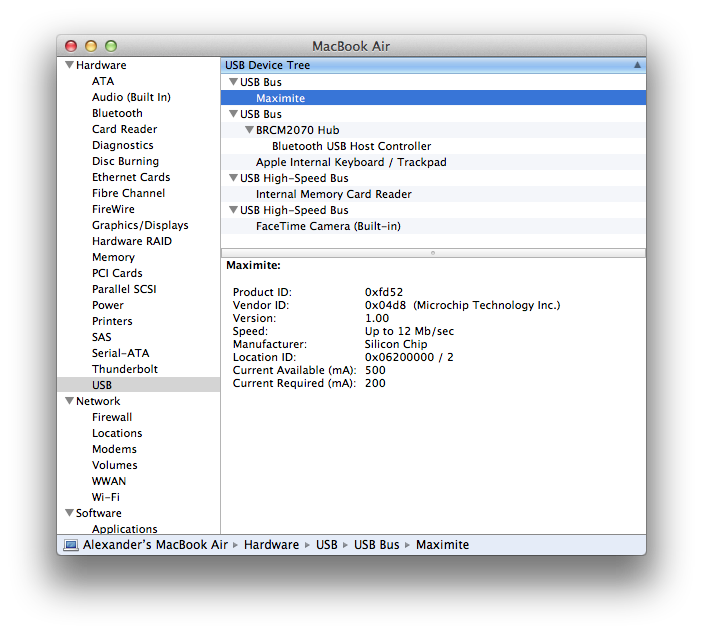 MacBook Air
Hardware
ATA
Audio (Built In)
Bluetooth
Card Reader
Diagnostics
Disc Burning
Ethernet Cards
Fibre Channel
FireWire
Graphics/Displays
Hardware RAID
Memory
PCI Cards
Parallel SCSI
Power
Printers
SAS
Serial-ATA
Thunderbolt
USB
Network
Firewall
Locations
Modems
Volumes
WWAN
Wi-Fi
Software
Applications
USB Device Tree
USB Bus
Maximite
USB Bus
BRCM2070 Hub
Bluetooth USB Host Controller
Apple Internal Keyboard / Trackpad
USB High-Speed Bus
Internal Memory Card Reader
USB High-Speed Bus
FaceTime Camera (Built-in)
Maximite:
Product ID: 0xfd52
Vendor ID: 0x04d8 (Microchip Technology Inc.)
Version: 1.00
Speed: Up to 12 Mb/sec
Manufacturer: Silicon Chip
Location ID: 0x06200000 / 2
Current Available (mA): 500
Current Required (mA): 200
Alexander's MacBook Air ▸ Hardware ▸ USB ▸ USB Bus ▸ Maximite